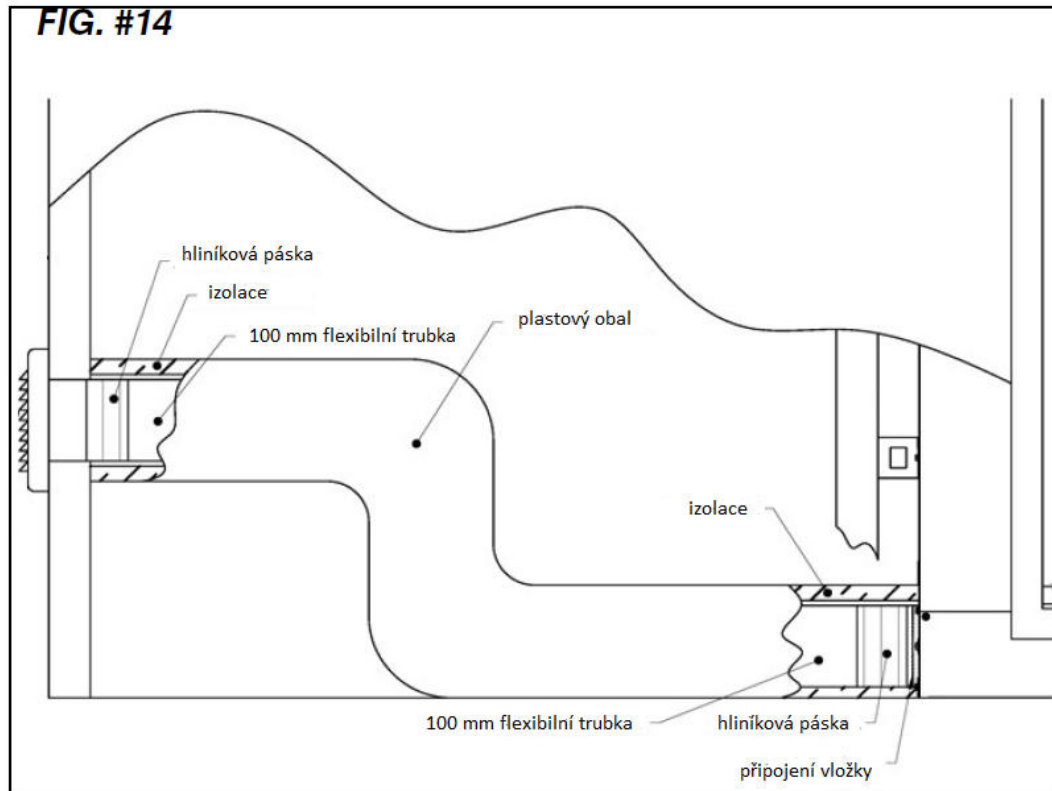 FIG. #14
hliníková páska
izolace
100 mm flexibilní trubka
plastový obal
izolace
100 mm flexibilní trubka
hliníková páska
připojení vložky